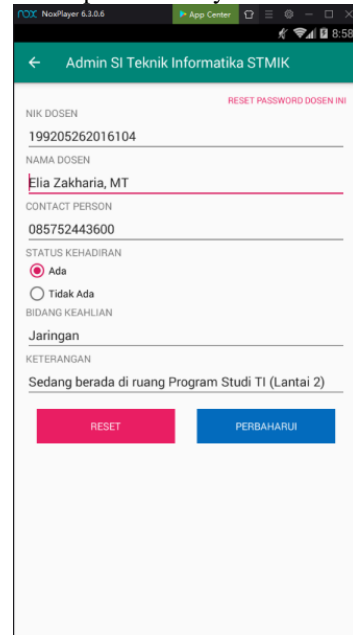 NOX NoxPlayer 6.3.0.6 App Center
8:58
Admin SI Teknik Informatika STMIK
RESET PASSWORD DOSEN INI
NIK DOSEN
199205262016104
NAMA DOSEN
Elia Zakharia, MT
CONTACT PERSON
085752443600
STATUS KEHADIRAN
Ada
Tidak Ada
BIDANG KEAHLIAN
Jaringan
KETERANGAN
Sedang berada di ruang Program Studi TI (Lantai 2)
RESET PERBAHARUI